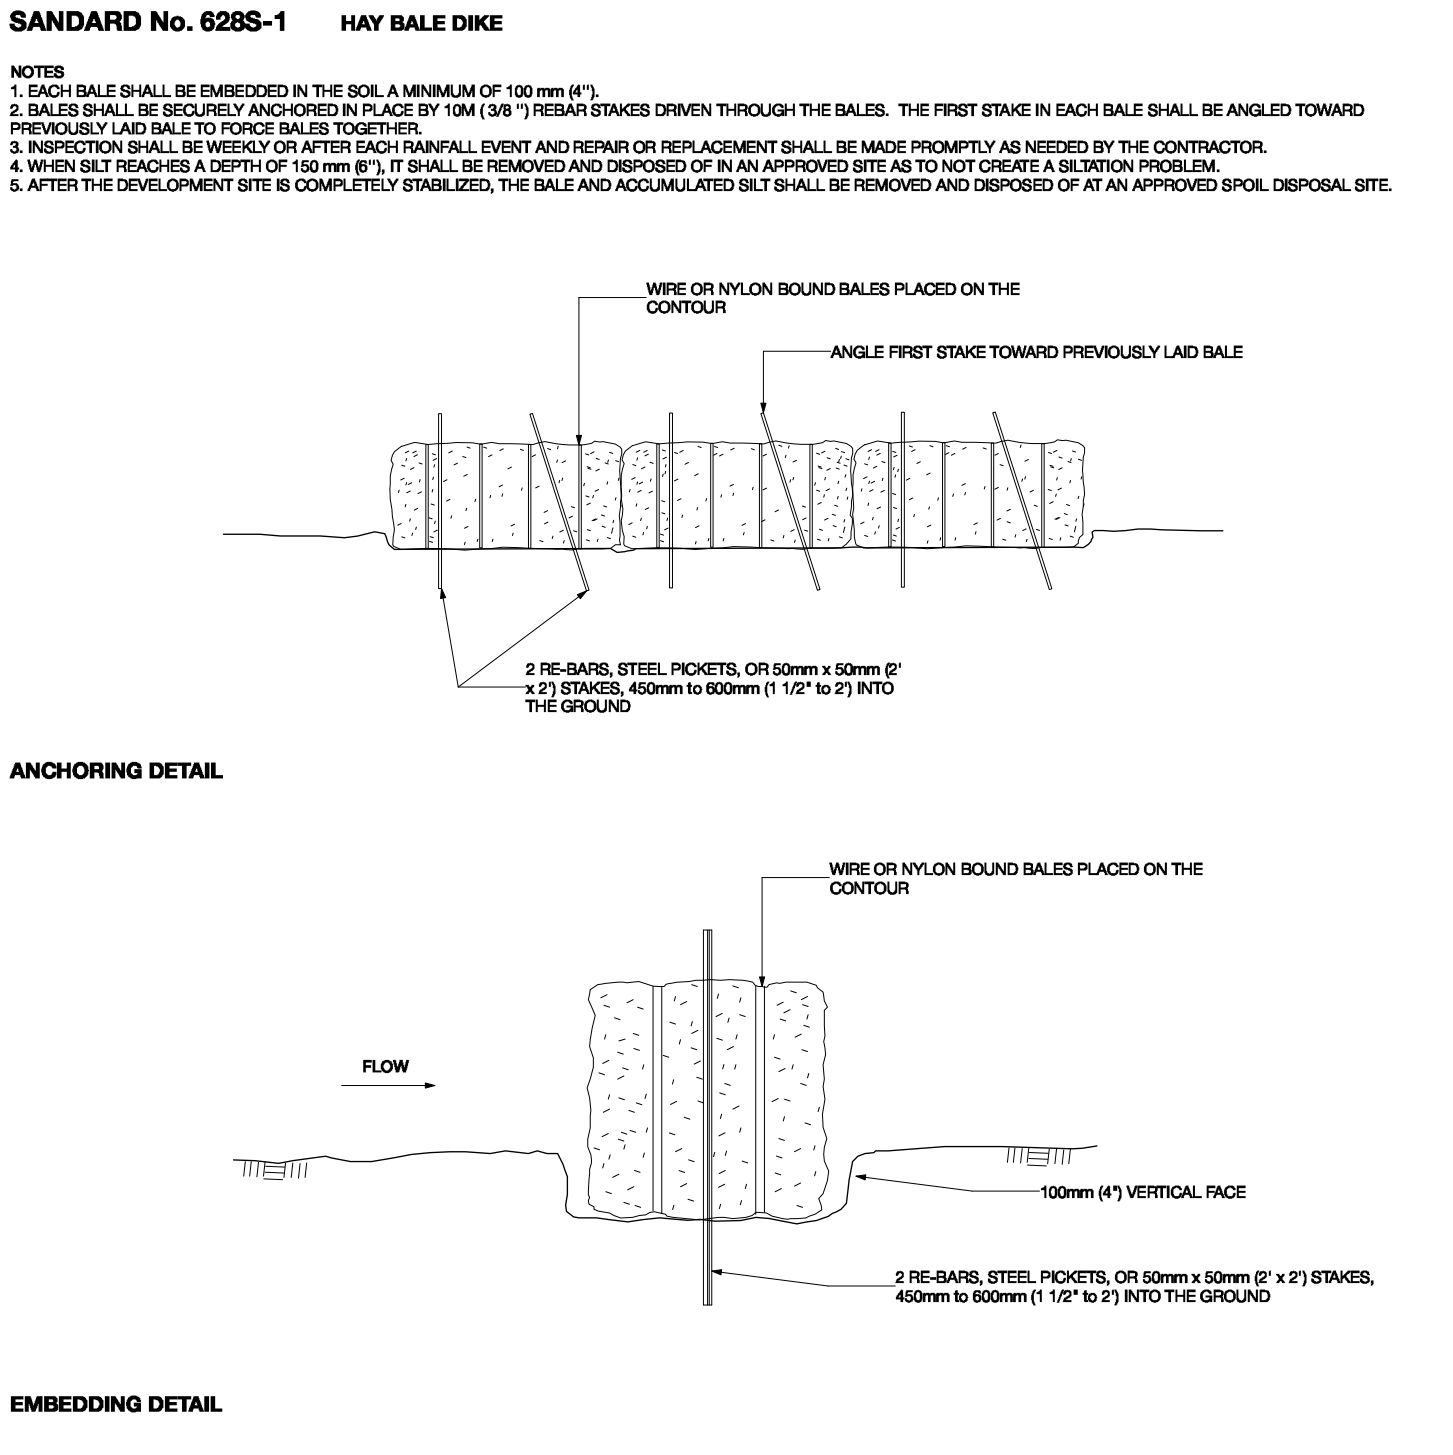 SANDARD No. 628S-1 HAY BALE DIKE
NOTES
1. EACH BALE SHALL BE EMBEDDED IN THE SOIL A MINIMUM OF 100 mm (4").
2. BALES SHALL BE SECURELY ANCHORED IN PLACE BY 10M ( 3/8 ") REBAR STAKES DRIVEN THROUGH THE BALES. THE FIRST STAKE IN EACH BALE SHALL BE ANGLED TOWARD
PREVIOUSLY LAID BALE TO FORCE BALES TOGETHER.
3. INSPECTION SHALL BE WEEKLY OR AFTER EACH RAINFALL EVENT AND REPAIR OR REPLACEMENT SHALL BE MADE PROMPTLY AS NEEDED BY THE CONTRACTOR.
4. WHEN SILT REACHES A DEPTH OF 150 mm (6"), IT SHALL BE REMOVED AND DISPOSED OF IN AN APPROVED SITE AS TO NOT CREATE A SILTATION PROBLEM.
5. AFTER THE DEVELOPMENT SITE IS COMPLETELY STABILIZED, THE BALE AND ACCUMULATED SILT SHALL BE REMOVED AND DISPOSED OF AT AN APPROVED SPOIL DISPOSAL SITE.
WIRE OR NYLON BOUND BALES PLACED ON THE
CONTOUR
ANGLE FIRST STAKE TOWARD PREVIOUSLY LAID BALE
2 RE-BARS, STEEL PICKETS, OR 50mm x 50mm (2'
x 2') STAKES, 450mm to 600mm (1 1/2" to 2') INTO
THE GROUND
ANCHORING DETAIL
WIRE OR NYLON BOUND BALES PLACED ON THE
CONTOUR
FLOW
100mm (4") VERTICAL FACE
2 RE-BARS, STEEL PICKETS, OR 50mm x 50mm (2' x 2') STAKES,
450mm to 600mm (1 1/2" to 2') INTO THE GROUND
EMBEDDING DETAIL